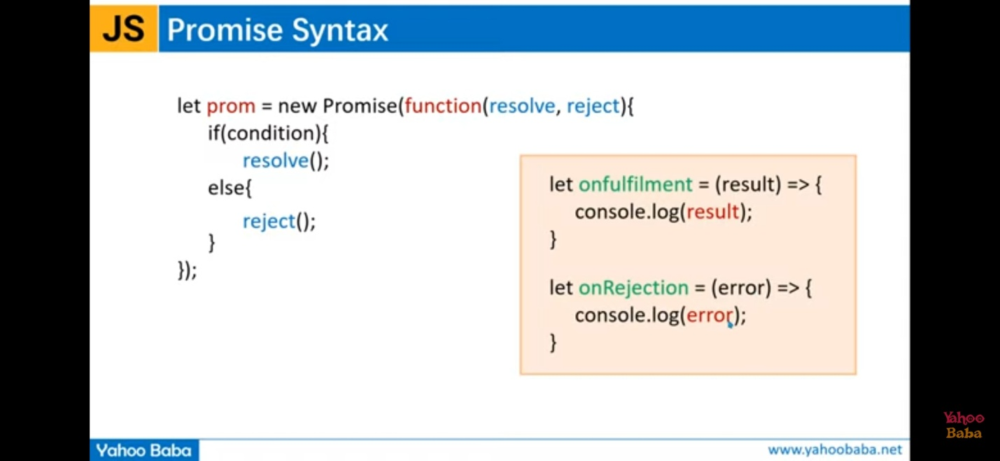 JS Promise Syntax
let prom = new Promise(function(resolve, reject){
if(condition){
resolve();
else{
reject();
}
});
let onfulfilment = (result) => {
console.log(result);
}
let onRejection = (error) => {
console.log(error);
}
Yahoo Baba
www.yahoobaba.net
Yahoo
Baba